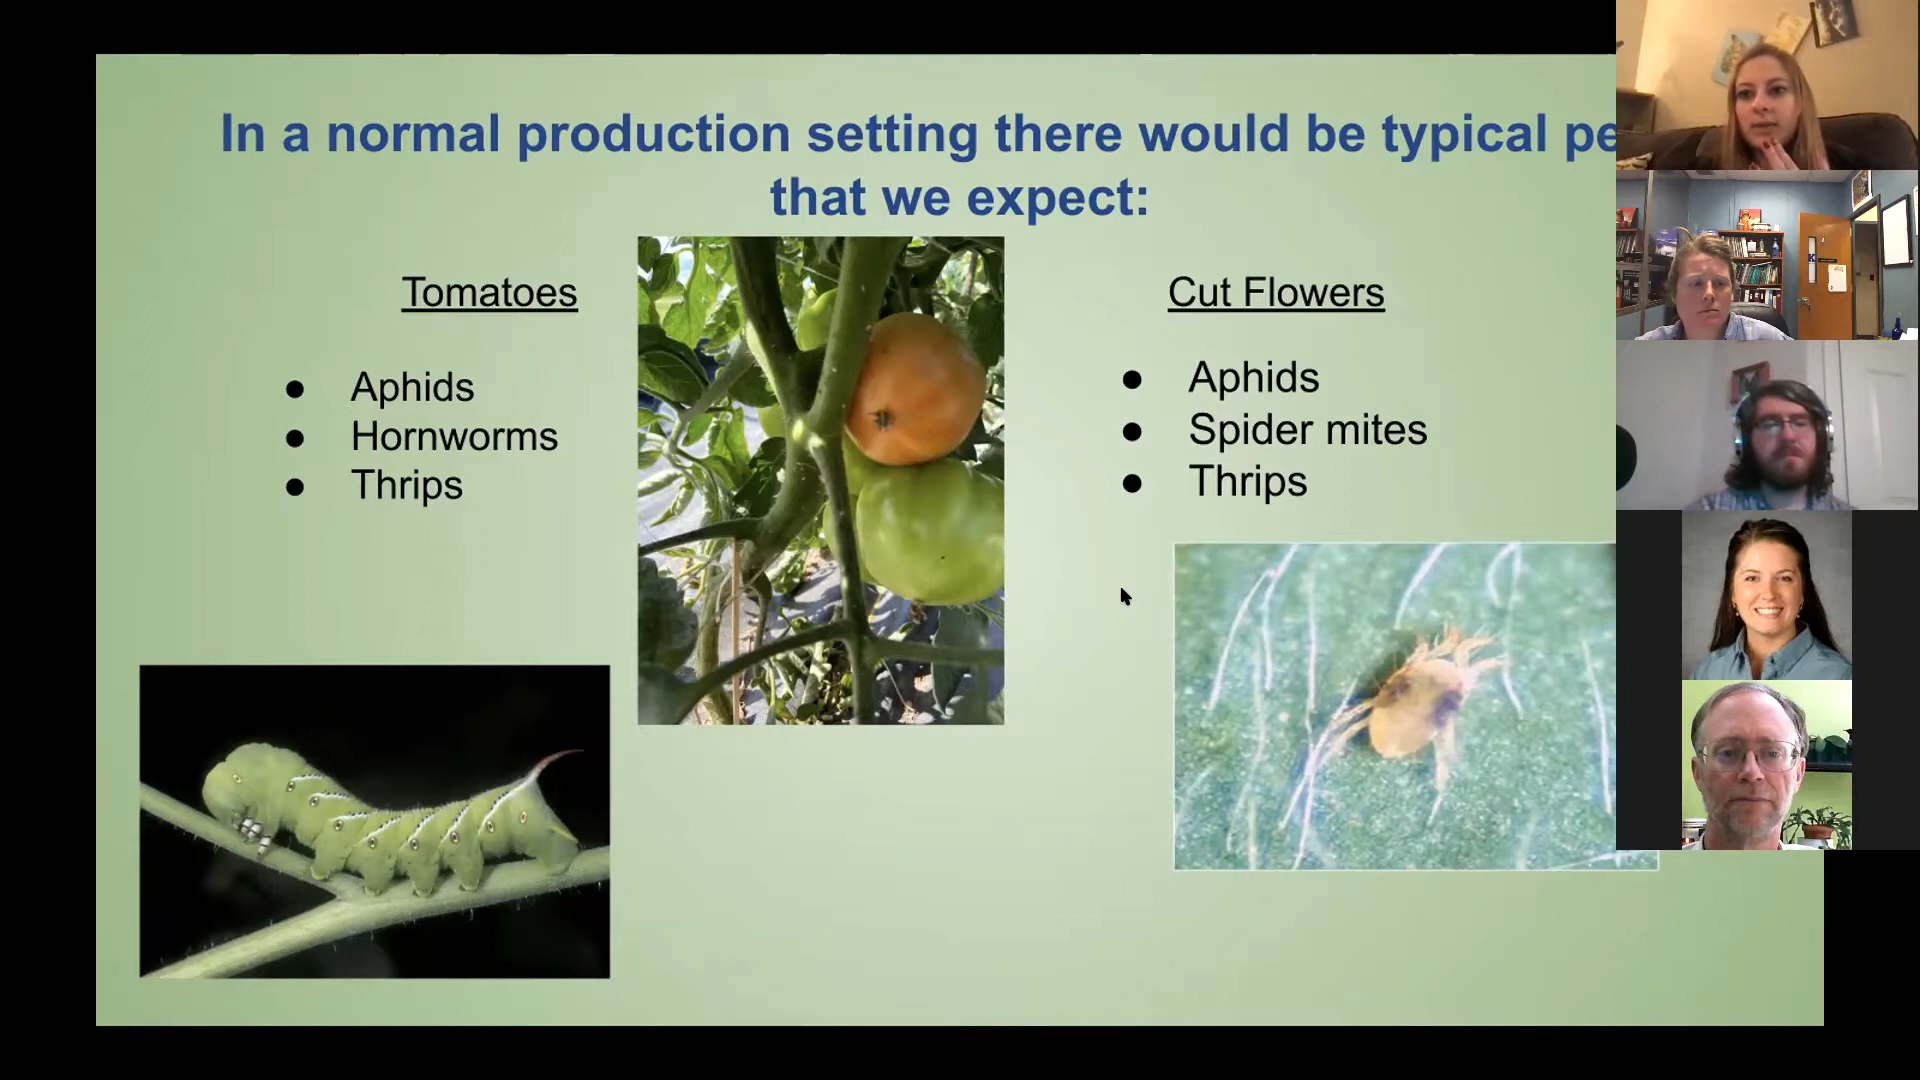 In a normal production setting there would be typical pe
that we expect:
Tomatoes
Aphids
Hornworms
Thrips
Cut Flowers
Aphids
Spider mites
Thrips